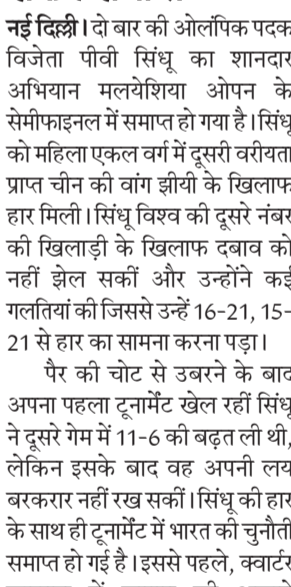 नई दिल्ली। दो बार की ओलंपिक पदक
विजेता पीवी सिंधू का शानदार
अभियान मलयेशिया ओपन के
सेमीफाइनल में समाप्त हो गया है। सिंधू
को महिला एकल वर्ग में दूसरी वरीयता
प्राप्त चीन की वांग झीयी के खिलाफ
हार मिली। सिंधू विश्व की दूसरे नंबर
की खिलाड़ी के खिलाफ दबाव को
नहीं झेल सकीं और उन्होंने कई
गलतियां की जिससे उन्हें 16-21, 15-
21 से हार का सामना करना पड़ा।
पैर की चोट से उबरने के बाद
अपना पहला टूनार्मेंट खेल रहीं सिंधू
ने दूसरे गेम में 11-6 की बढ़त ली थी,
लेकिन इसके बाद वह अपनी लय
बरकरार नहीं रख सकीं। सिंधू की हार
के साथ ही टूनार्मेंट में भारत की चुनौती
समाप्त हो गई है। इससे पहले, क्वार्टर